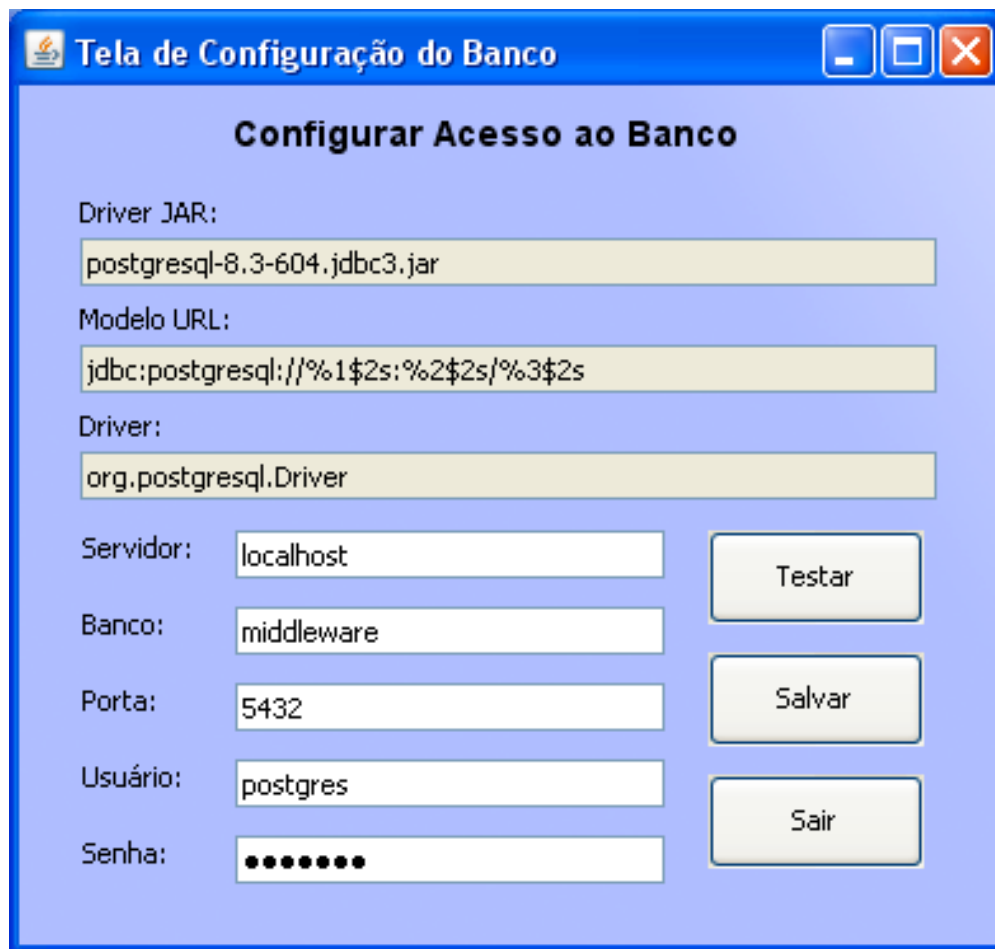 Tela de Configuração do Banco
Configurar Acesso ao Banco
Driver JAR:
postgresql-8.3-604.jdbc3.jar
Modelo URL:
jdbc:postgresql://%1$2s:%2$2s/%3$2s
Driver:
org.postgresql.Driver
Servidor: localhost
Testar
Banco: middleware
Porta: 5432
Salvar
Usuário: postgres
Sair
Senha: ●●●●●●●